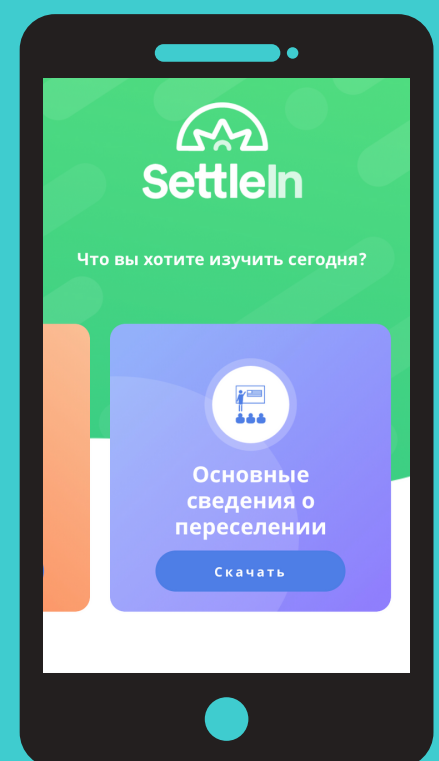 SettleIn
Что вы хотите изучить сегодня?
Основные
сведения о
переселении
Скачать